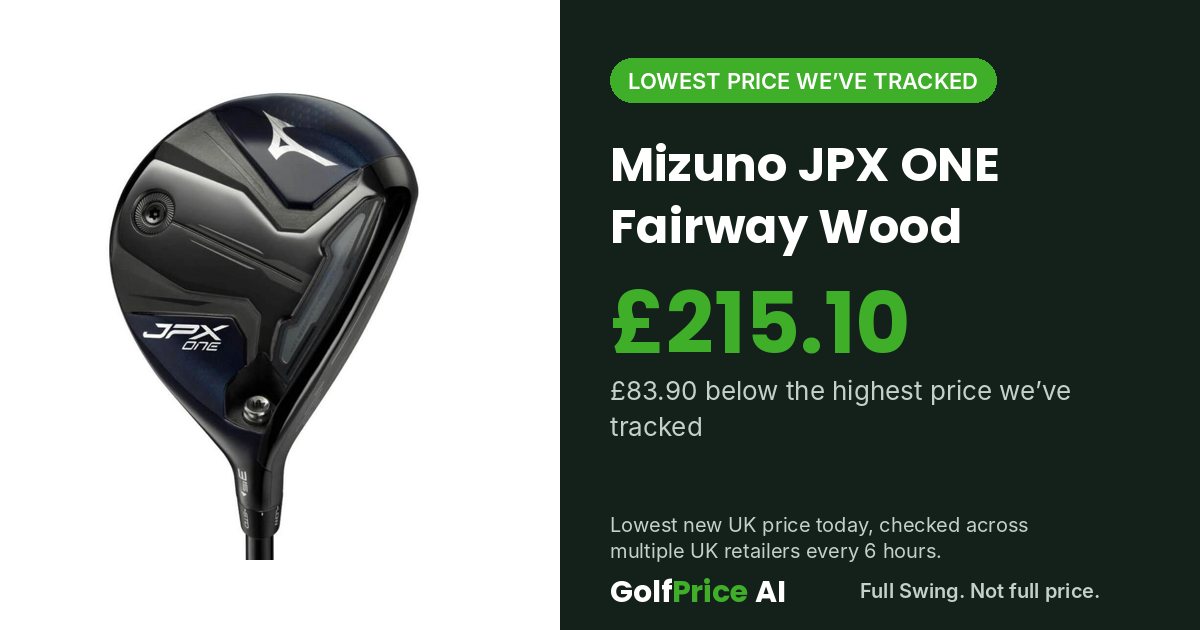 LOWEST PRICE WE’VE TRACKED
Mizuno JPX ONE
Fairway Wood
£215.10
£83.90 below the highest price we’ve
tracked
Lowest new UK price today, checked across
multiple UK retailers every 6 hours.
GolfPrice AI
Full Swing. Not full price.
JPX
ONE